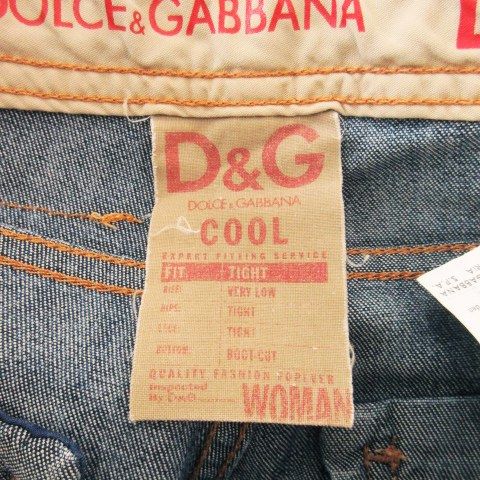 DOLCE&GABBANA
D&G
DOLCE&GABBANA
COOL
EXPERT FITTING SERVICE
FIT: TIGHT
RISE: VERY LOW
HIPS: TIGHT
TIGHT
BOTTOM: BOOT-CUT
QUALITY FASHION FOREVER
Inspected
By D&G
WOMAN
GABBANA
S.P.A